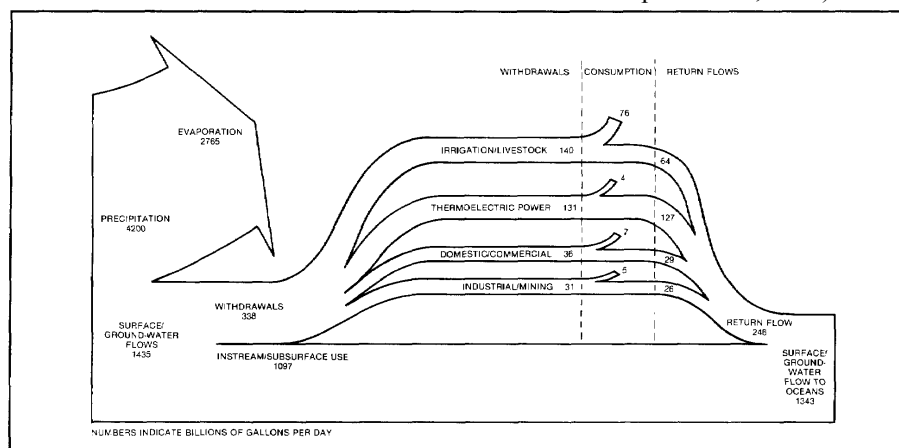 WITHDRAWALS CONSUMPTION RETURN FLOWS
76
EVAPORATION
2765
IRRIGATION/LIVESTOCK 140
64
4
PRECIPITATION
4200
THERMOELECTRIC POWER 131
127
7
DOMESTIC/COMMERCIAL 36
29
5
INDUSTRIAL/MINING 31
26
WITHDRAWALS
338
SURFACE/
GROUND-WATER
FLOWS
1435
RETURN FLOW
246
INSTREAM/SUBSURFACE USE
1097
SURFACE/
GROUND-
WATER
FLOW TO
OCEANS
1343
NUMBERS INDICATE BILLIONS OF GALLONS PER DAY